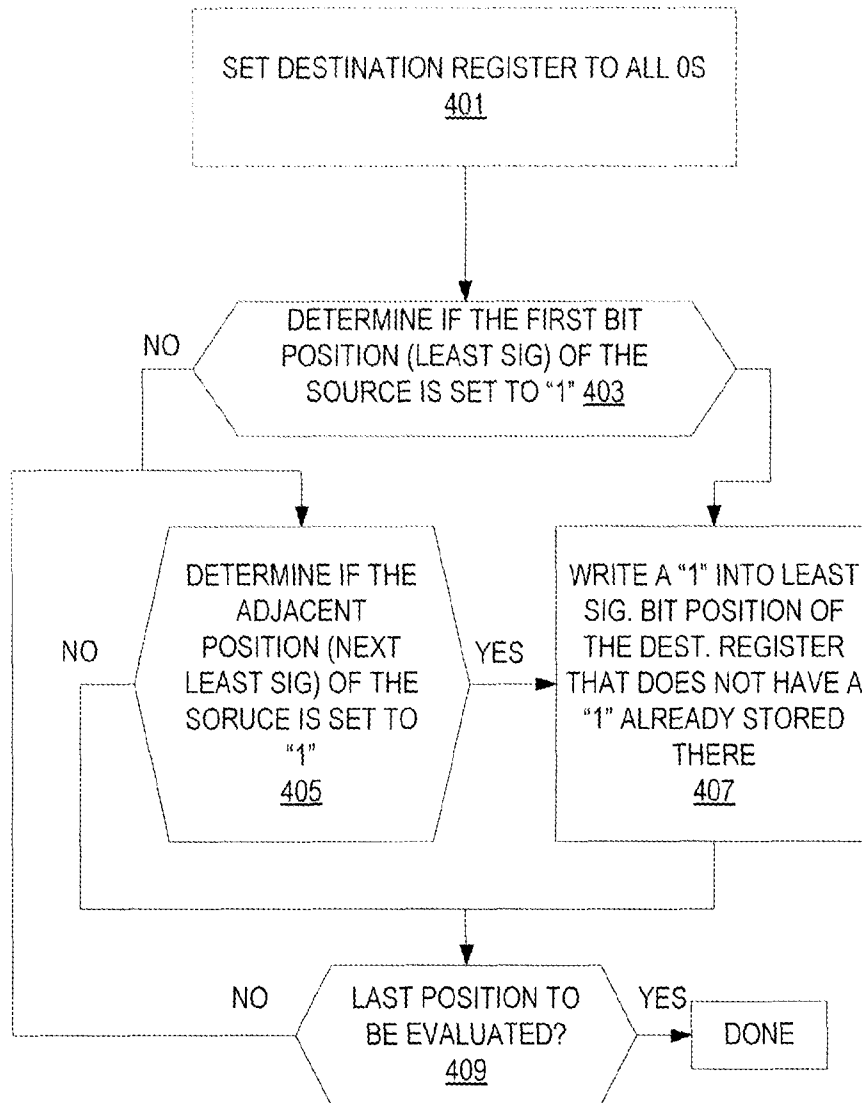 SET DESTINATION REGISTER TO ALL 0S
401
DETERMINE IF THE FIRST BIT
POSITION (LEAST SIG) OF THE
SOURCE IS SET TO “1” 403
NO
DETERMINE IF THE
ADJACENT
POSITION (NEXT
LEAST SIG) OF THE
SORUCE IS SET TO
“1”
405
NO
YES
WRITE A “1” INTO LEAST
SIG. BIT POSITION OF
THE DEST. REGISTER
THAT DOES NOT HAVE A
“1” ALREADY STORED
THERE
407
NO
LAST POSITION TO
BE EVALUATED?
409
YES
DONE